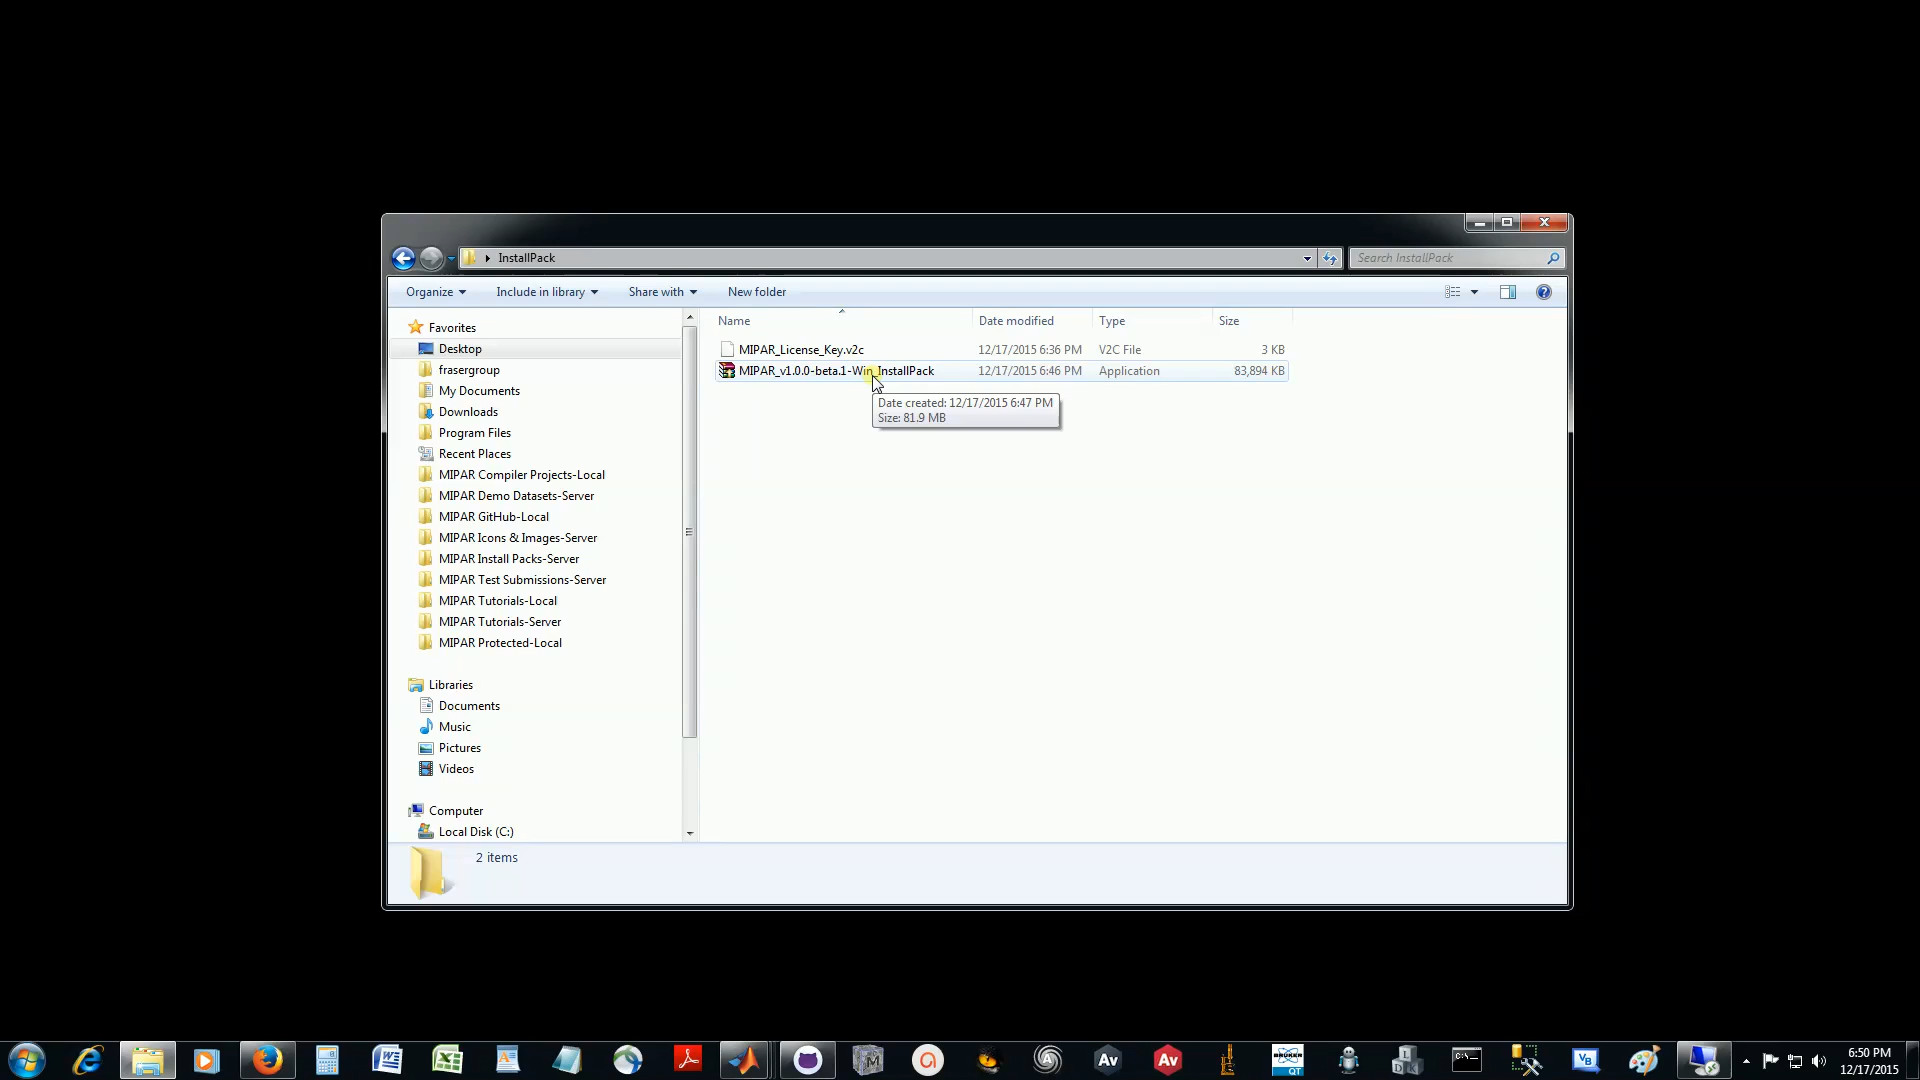 InstallPack
Search InstallPack
Organize
Include in library
Share with
New folder
Name
Date modified
Type
Size
Favorites
Desktop
frasergroup
My Documents
Downloads
Program Files
Recent Places
MIPAR Compiler Projects-Local
MIPAR Demo Datasets-Server
MIPAR GitHub-Local
MIPAR Icons & Images-Server
MIPAR Install Packs-Server
MIPAR Test Submissions-Server
MIPAR Tutorials-Local
MIPAR Tutorials-Server
MIPAR Protected-Local
Libraries
Documents
Music
Pictures
Videos
Computer
Local Disk (C:)
MIPAR_License_Key.v2c 12/17/2015 6:36 PM V2C File 3 KB
MIPAR_v1.0.0-beta.1-Win_InstallPack 12/17/2015 6:46 PM Application 83,894 KB
Date created: 12/17/2015 6:47 PM
Size: 81.9 MB
2 items
Av
Av
BRUKER
QT
C:\
VB
6:50 PM
12/17/2015